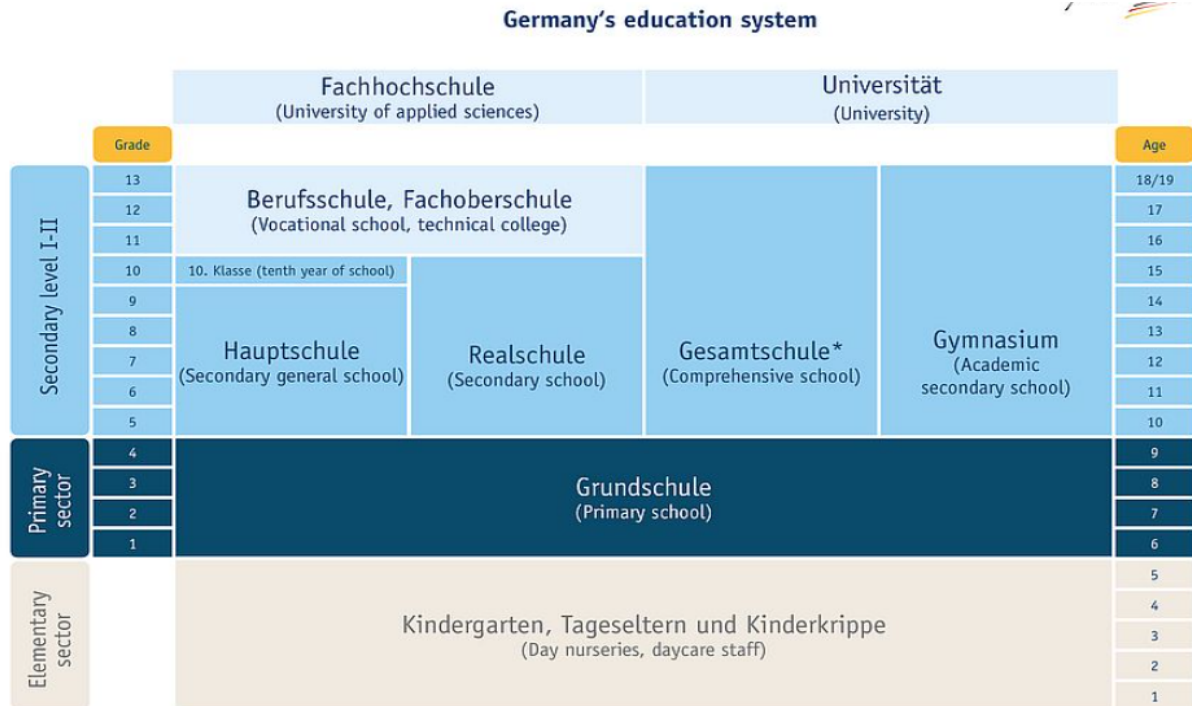 Germany‘s education system
Fachhochschule
(University of applied sciences)
Universität
(University)
Grade
Age
Secondary level I-II
13
12
11
10
9
8
7
6
5
Berufsschule, Fachoberschule
(Vocational school, technical college)
10. Klasse (tenth year of school)
Hauptschule
(Secondary general school)
Realschule
(Secondary school)
Gesamtschule*
(Comprehensive school)
Gymnasium
(Academic
secondary school)
18/19
17
16
15
14
13
12
11
10
Primary
sector
4
3
2
1
Grundschule
(Primary school)
9
8
7
6
Elementary
sector
Kindergarten, Tageseltern und Kinderkrippe
(Day nurseries, daycare staff)
5
4
3
2
1